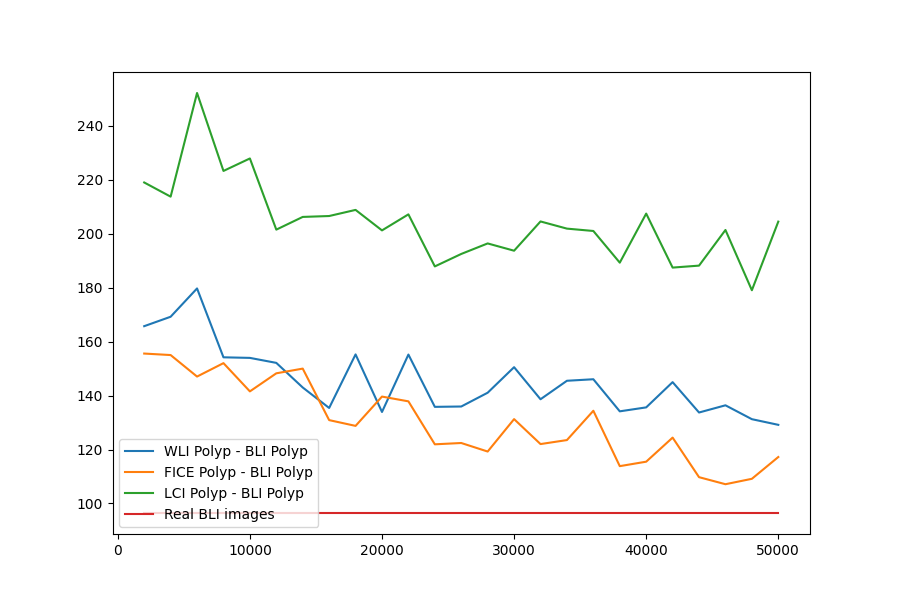 240
220
200
180
160
140
120
100
WLI Polyp - BLI Polyp
FICE Polyp - BLI Polyp
LCI Polyp - BLI Polyp
Real BLI images
0 10000 20000 30000 40000 50000